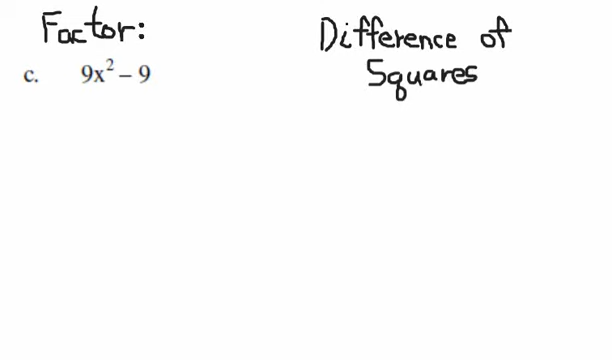 Factor:
Difference of
Squares
c. 9x² – 9